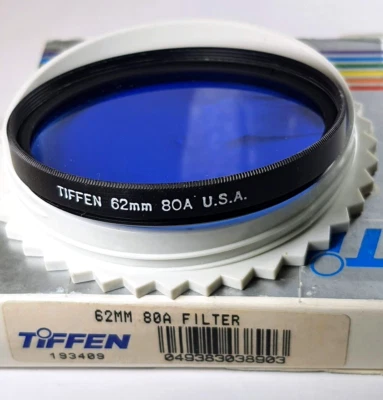 TIFFEN 62mm 80A U.S.A.
62MM 80A FILTER
TIFFEN
193409
049383038903